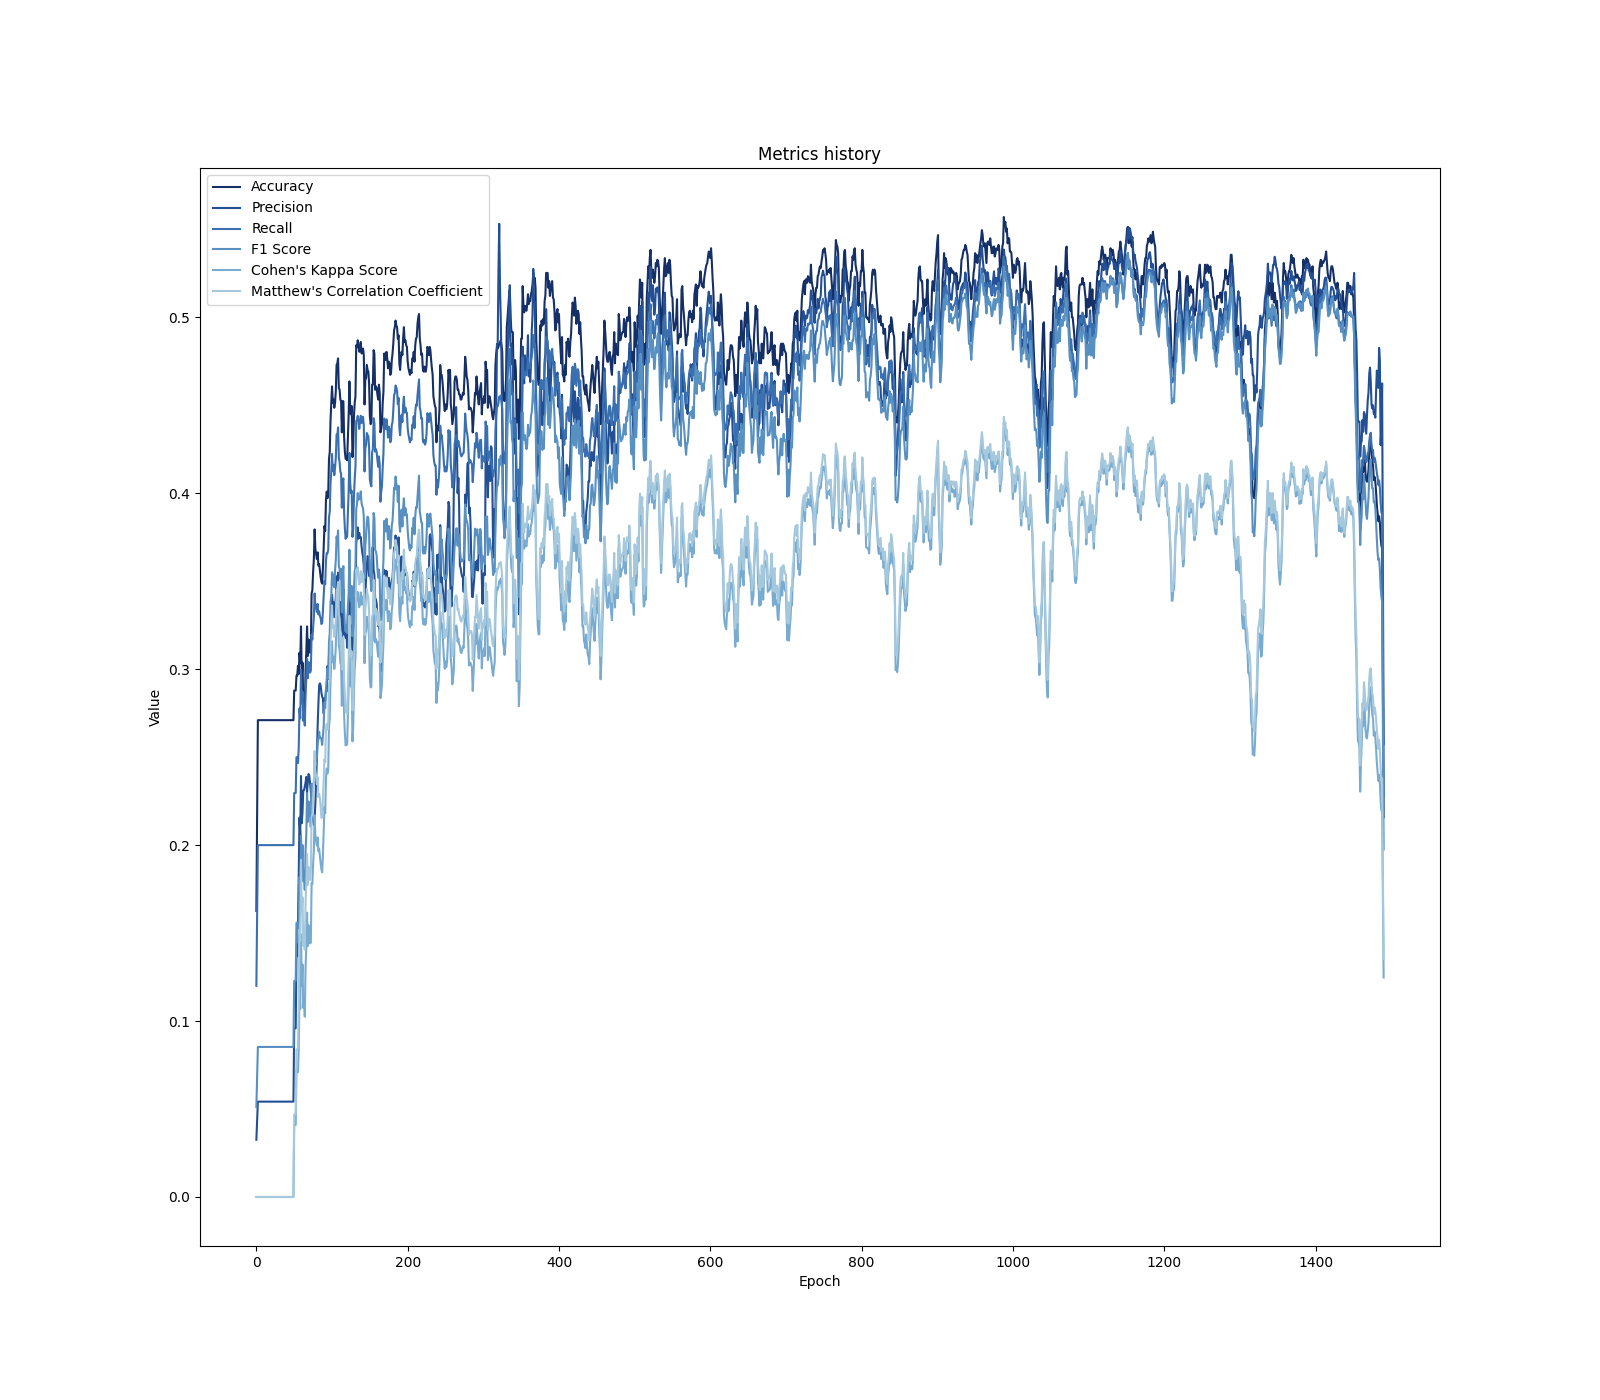 Metrics history
Accuracy
Precision
Recall
F1 Score
Cohen's Kappa Score
Matthew's Correlation Coefficient
0.5
0.4
0.3
0.2
0.1
0.0
Value
0 200 400 600 800 1000 1200 1400
Epoch